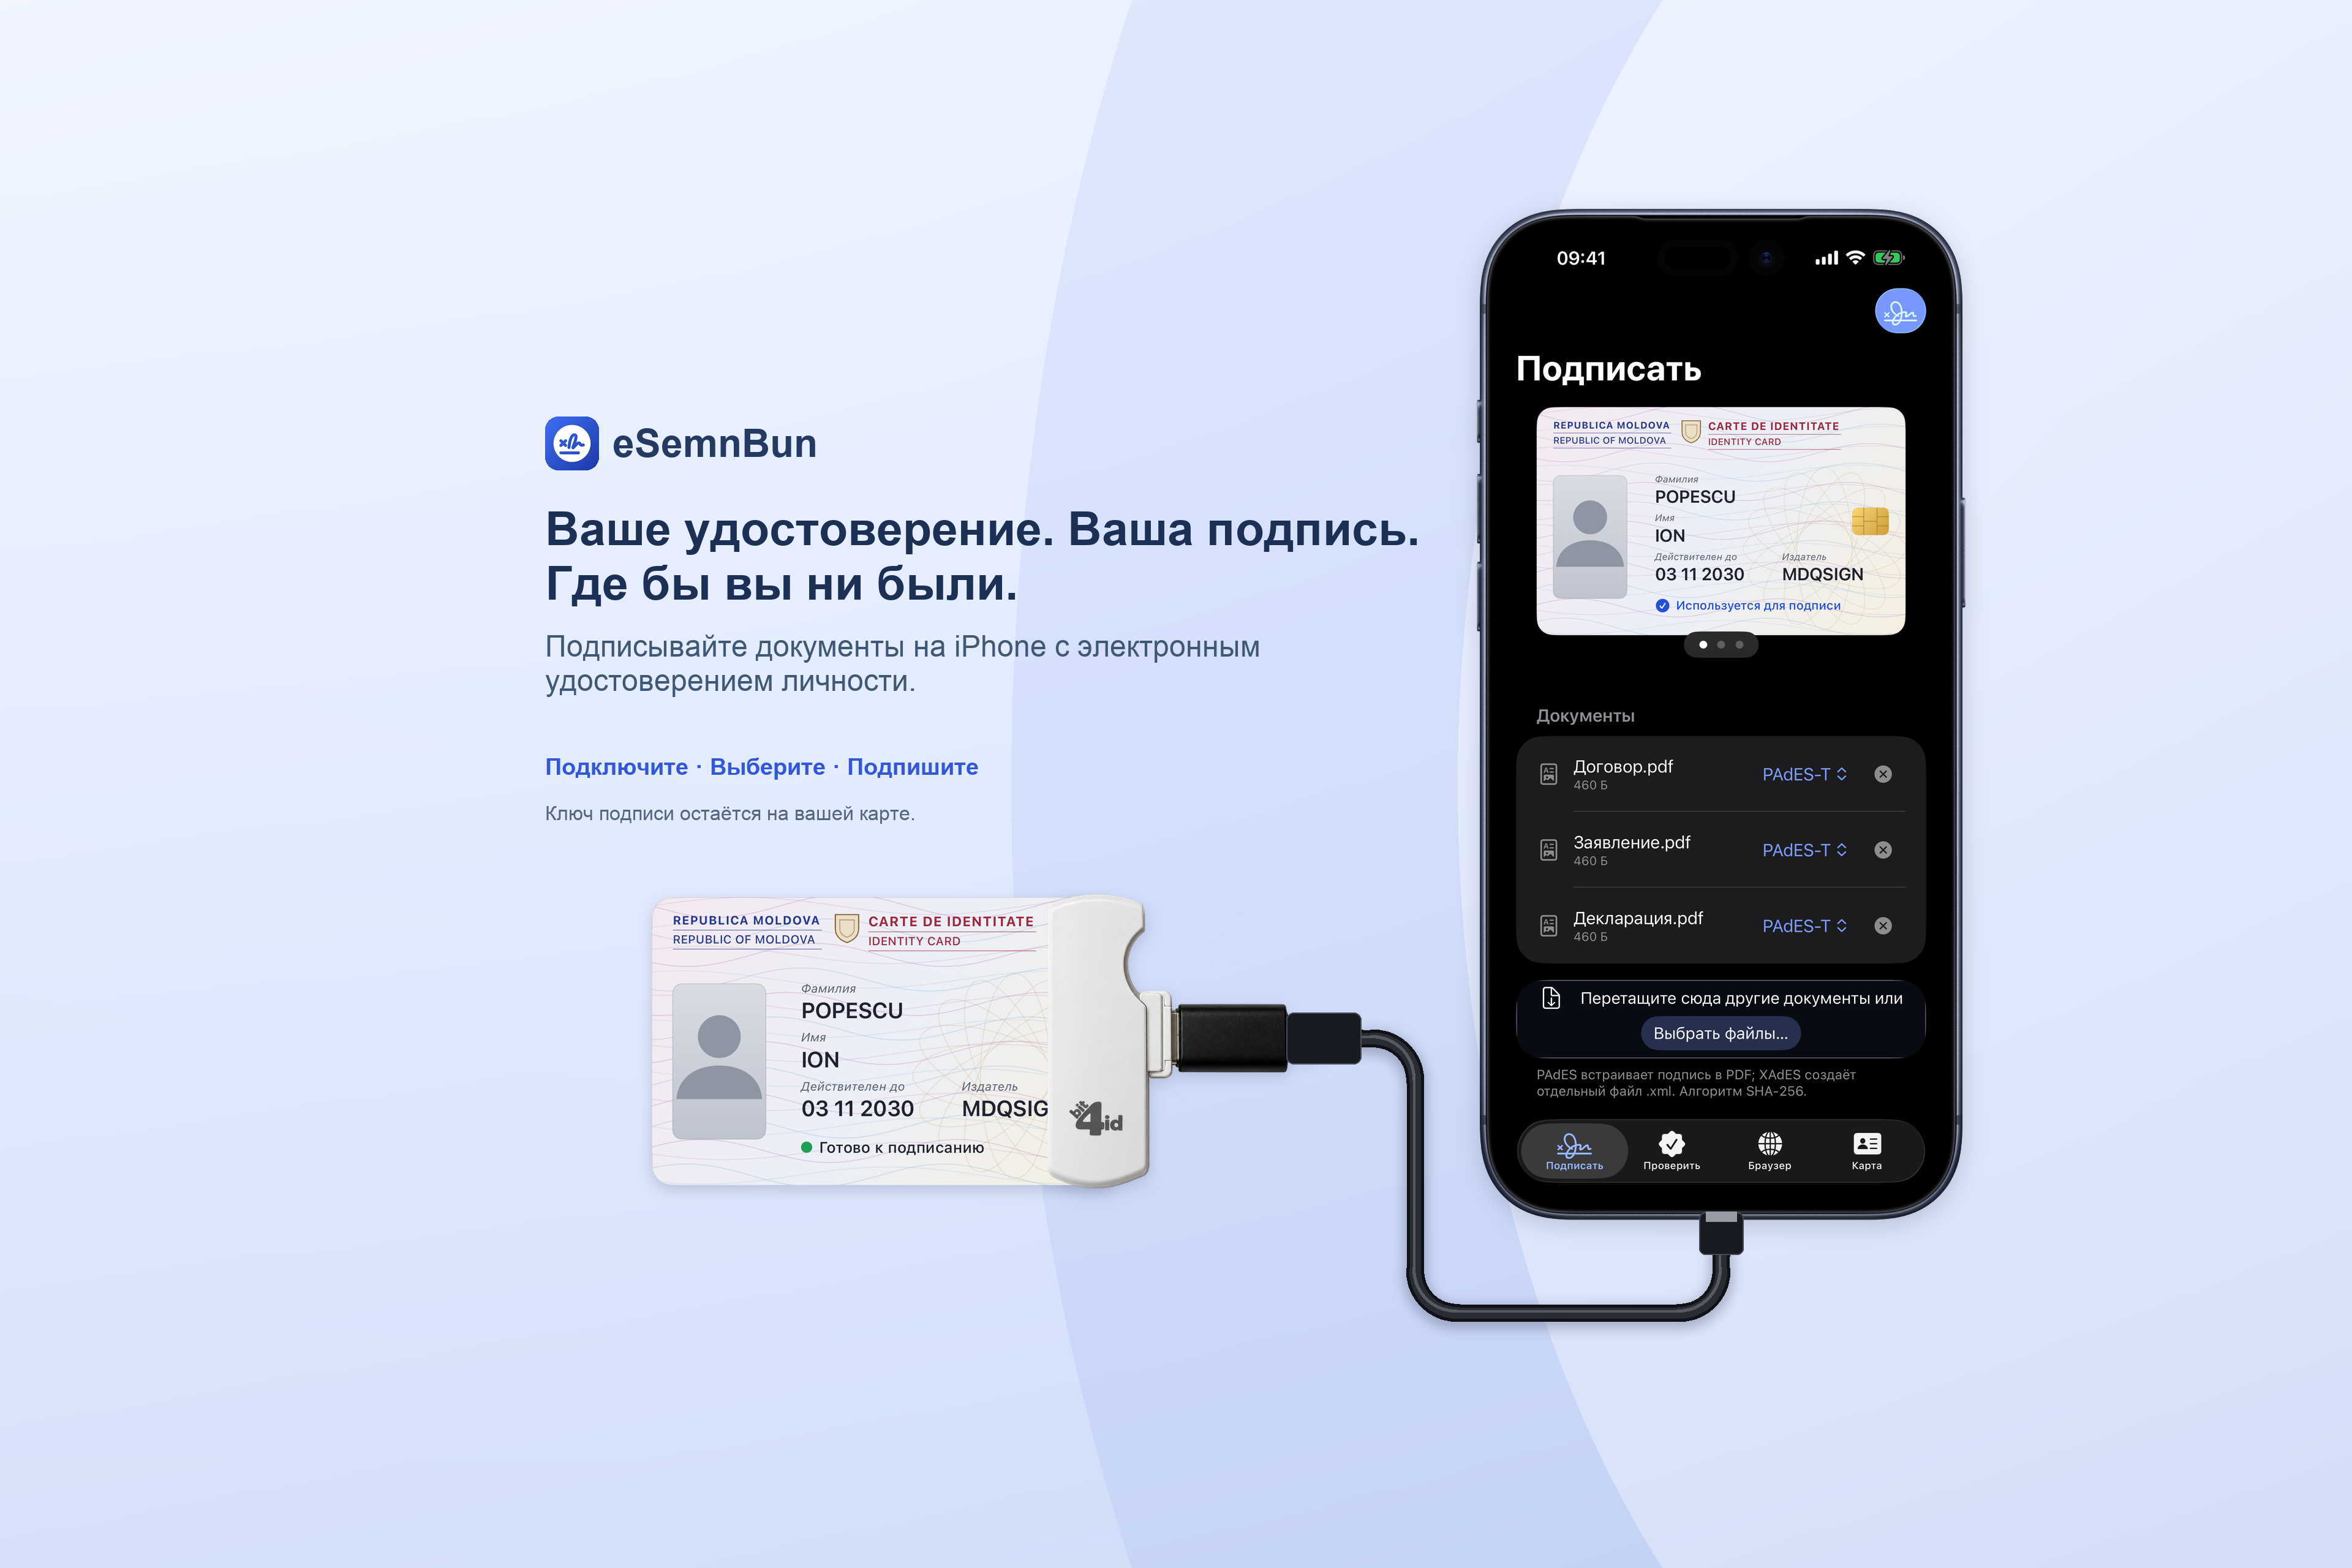 eSemnBun
Ваше удостоверение. Ваша подпись.
Где бы вы ни были.
Подписывайте документы на iPhone с электронным
удостоверением личности.
Подключите · Выберите · Подпишите
Ключ подписи остаётся на вашей карте.
REPUBLICA MOLDOVA
REPUBLIC OF MOLDOVA
CARTE DE IDENTITATE
IDENTITY CARD
Фамилия
POPESCU
Имя
ION
Действителен до
03 11 2030
Издатель
MDQSIG
Готово к подписанию
bit4id
09:41
Подписать
REPUBLICA MOLDOVA
REPUBLIC OF MOLDOVA
CARTE DE IDENTITATE
IDENTITY CARD
Фамилия
POPESCU
Имя
ION
Действителен до
03 11 2030
Издатель
MDQSIGN
Используется для подписи
Документы
Договор.pdf
460 Б
PAdES-T
Заявление.pdf
460 Б
PAdES-T
Декларация.pdf
460 Б
PAdES-T
Перетащите сюда другие документы или
Выбрать файлы...
PAdES встраивает подпись в PDF; XAdES создаёт
отдельный файл .xml. Алгоритм SHA-256.
Подписать
Проверить
Браузер
Карта